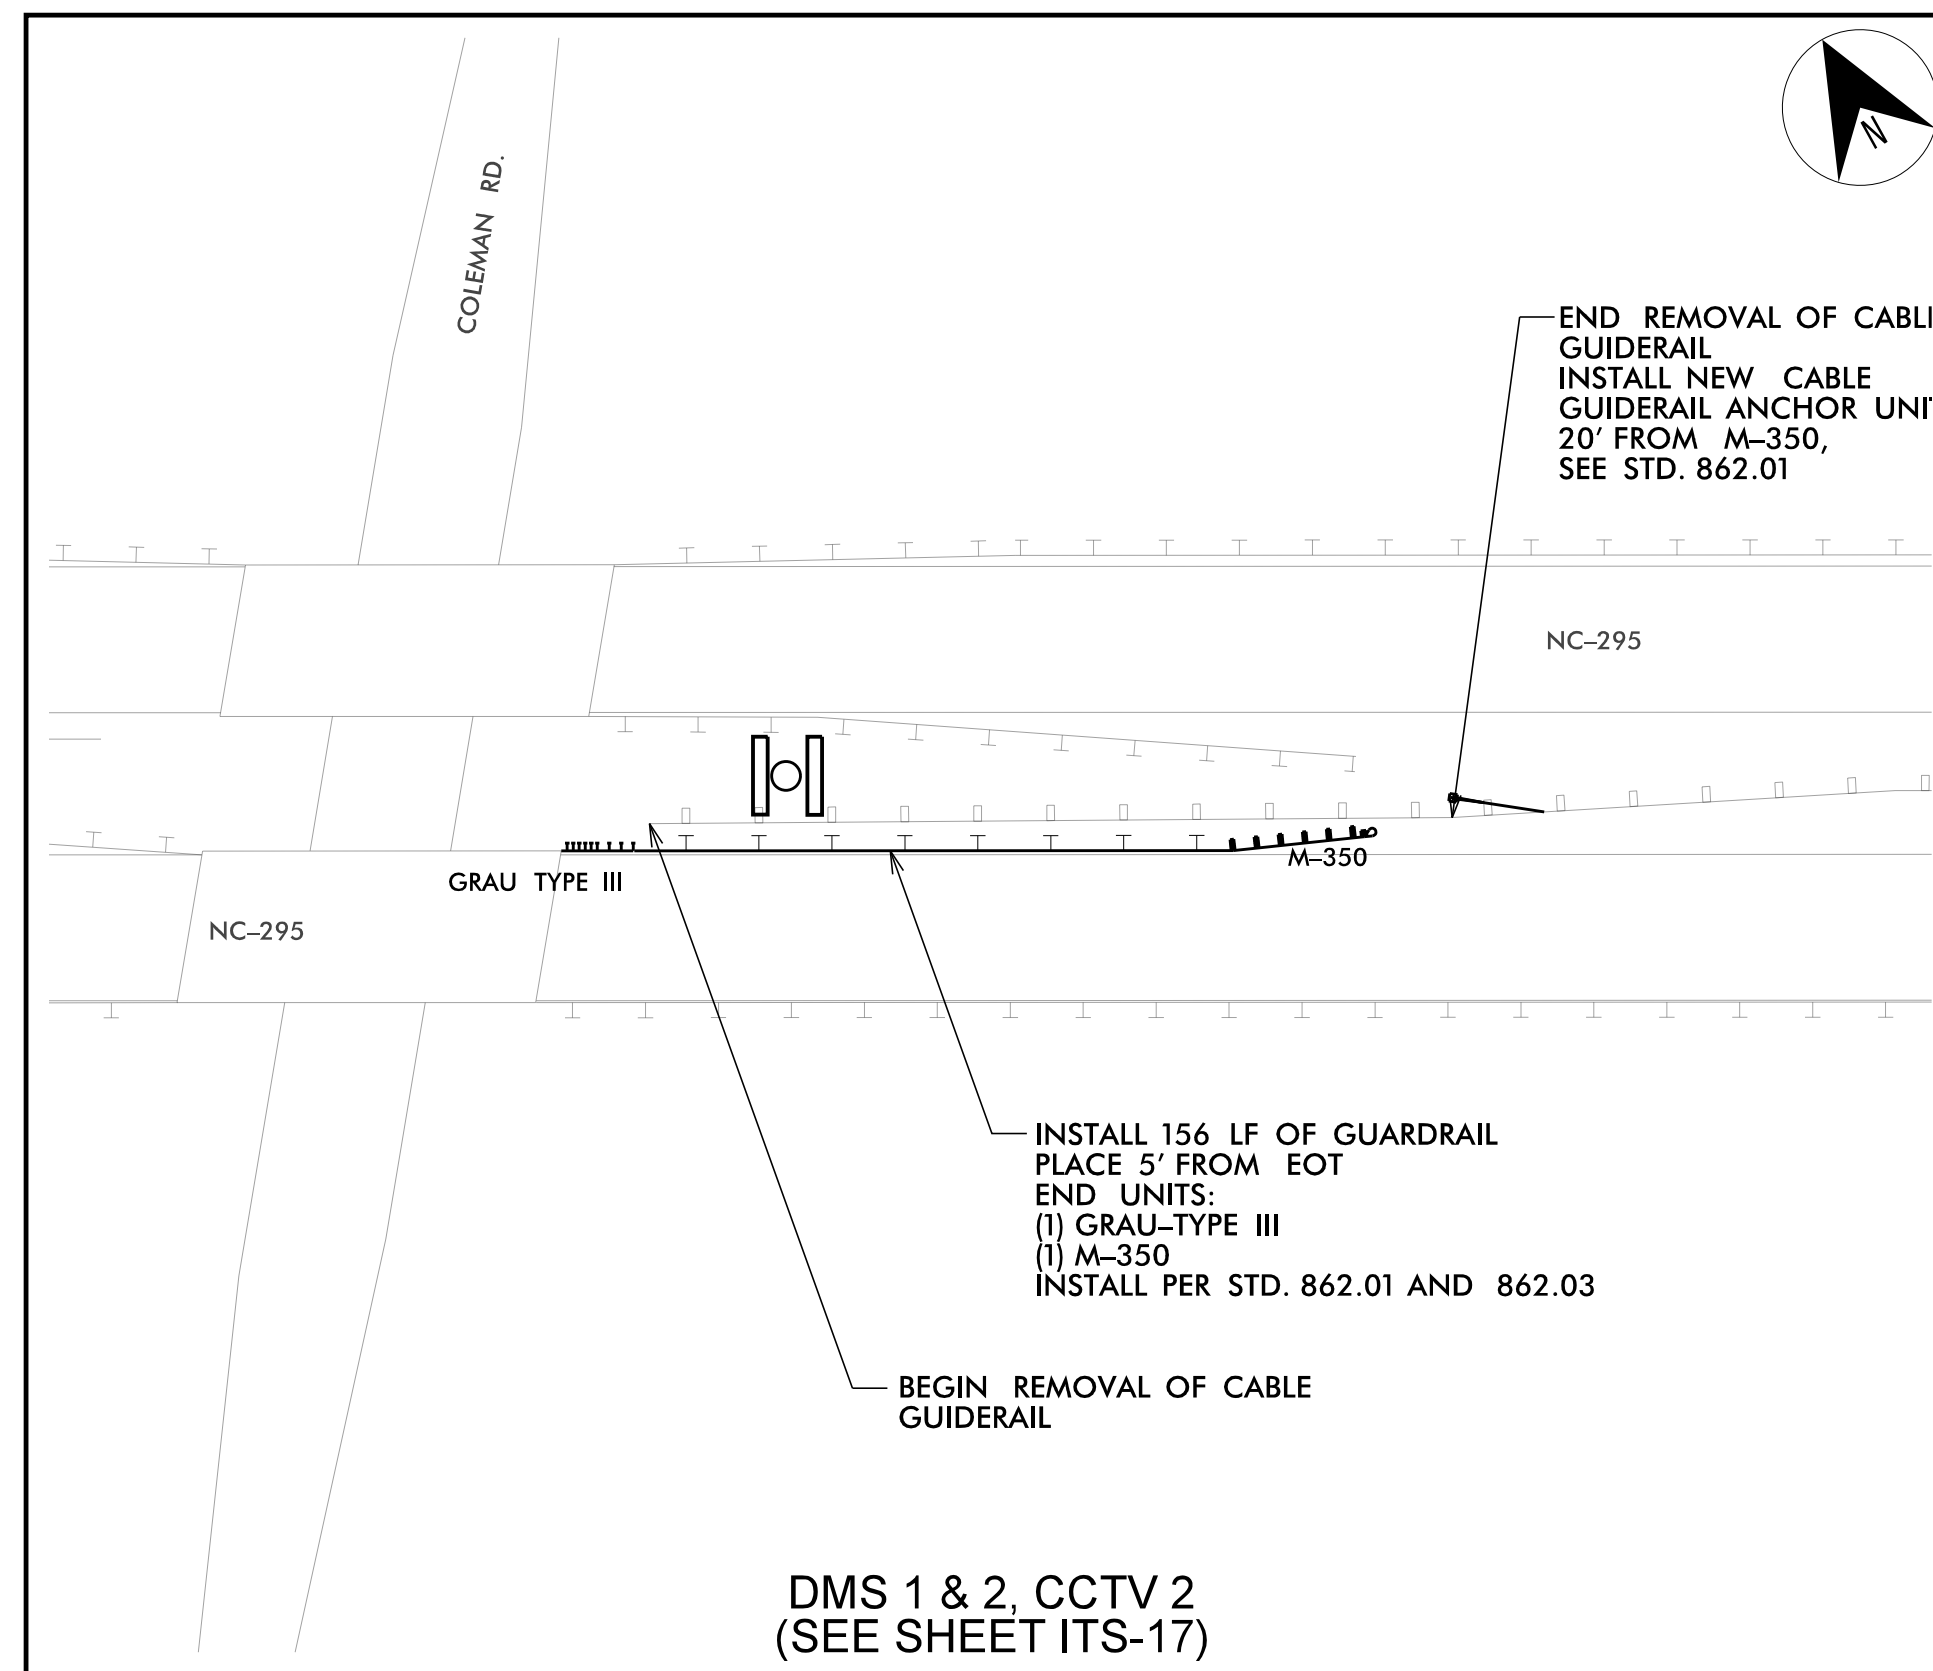 N
COLEMAN RD.
END REMOVAL OF
GUIDERAIL
INSTALL NEW CABLE
GUIDERAIL ANCHOR
20' FROM M–350,
SEE STD. 862.01
NC–295
M–350
GRAU TYPE III
NC–295
INSTALL 156 LF OF GUARDRAIL
PLACE 5' FROM EOT
END UNITS:
(1) GRAU–TYPE III
(1) M–350
INSTALL PER STD. 862.01 AND 862.03
BEGIN REMOVAL OF CABLE
GUIDERAIL
DMS 1 & 2, CCTV 2
(SEE SHEET ITS-17)